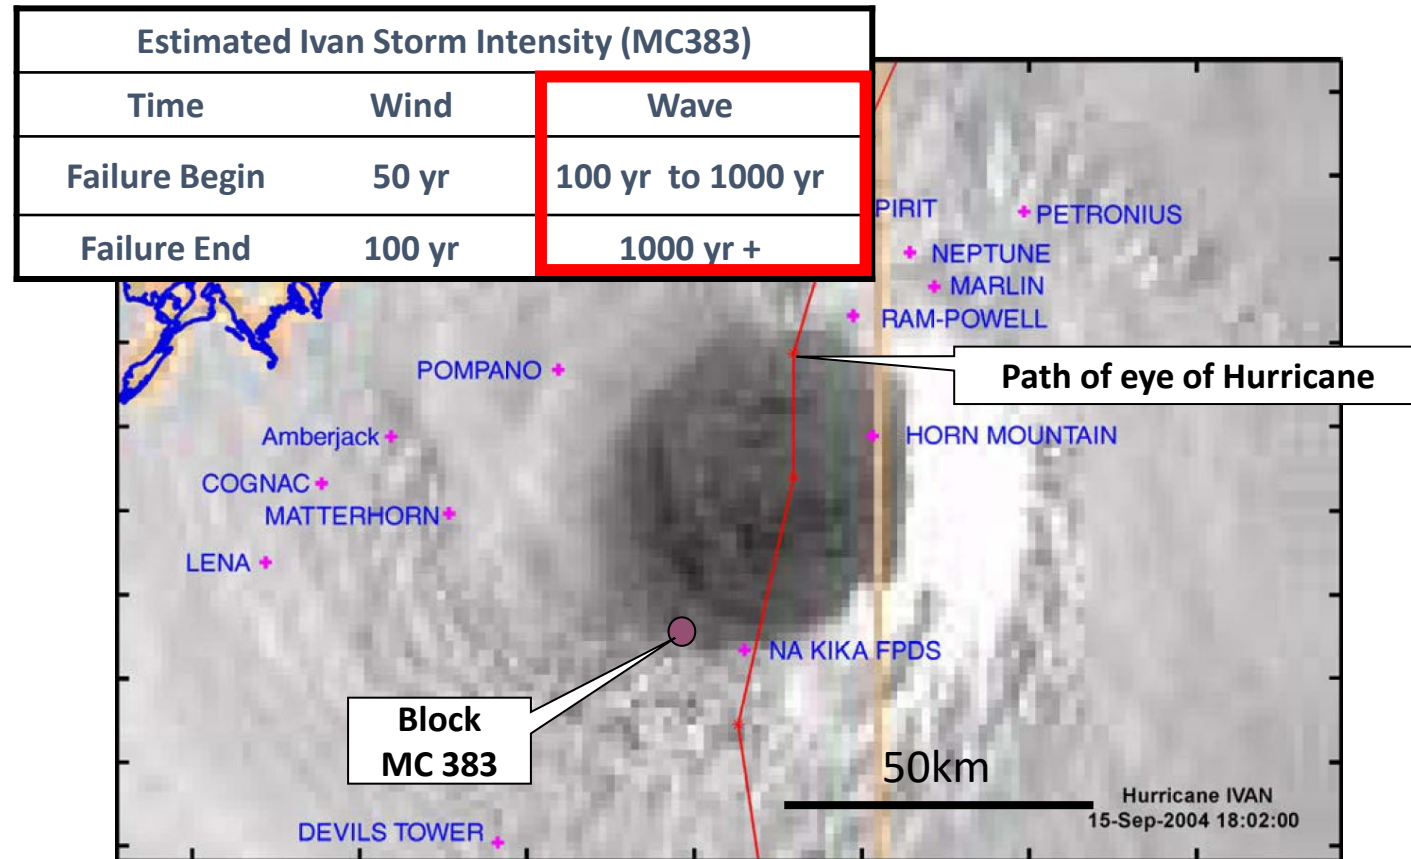 Estimated Ivan Storm Intensity (MC383)
Time Wind Wave
Failure Begin 50 yr 100 yr to 1000 yr
Failure End 100 yr 1000 yr +
PIRIT
PETRONIUS
NEPTUNE
MARLIN
RAM-POWELL
POMPANO
Path of eye of Hurricane
Amberjack
HORN MOUNTAIN
COGNAC
MATTERHORN
LENA
NA KIKA FPDS
Block
MC 383
50km
Hurricane IVAN
15-Sep-2004 18:02:00
DEVILS TOWER